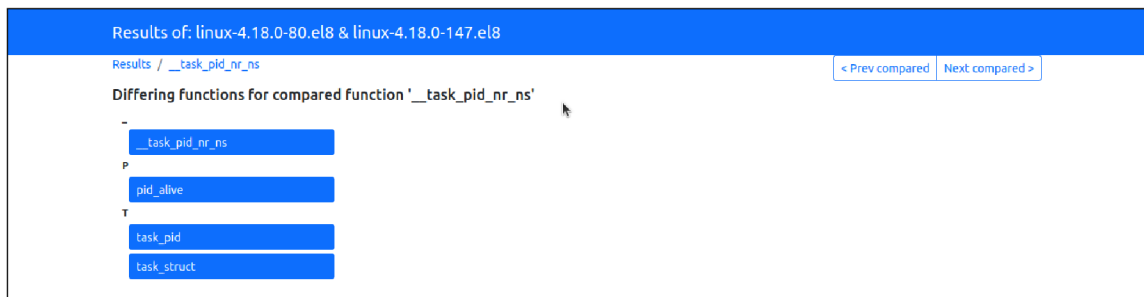 Results of: linux-4.18.0-80.el8 & linux-4.18.0-147.el8
Results / __task_pid_nr_ns
< Prev compared Next compared >
Differing functions for compared function '__task_pid_nr_ns'
_
__task_pid_nr_ns
P
pid_alive
T
task_pid
task_struct